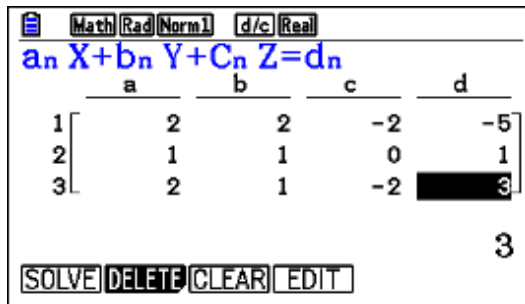 Math Rad Norm1 d/c Real
an X+bn Y+Cn Z=dn
a b c d
1 2 2 -2 -5
2 1 1 0 1
3 2 1 -2 3
3
SOLVE DELETE CLEAR EDIT